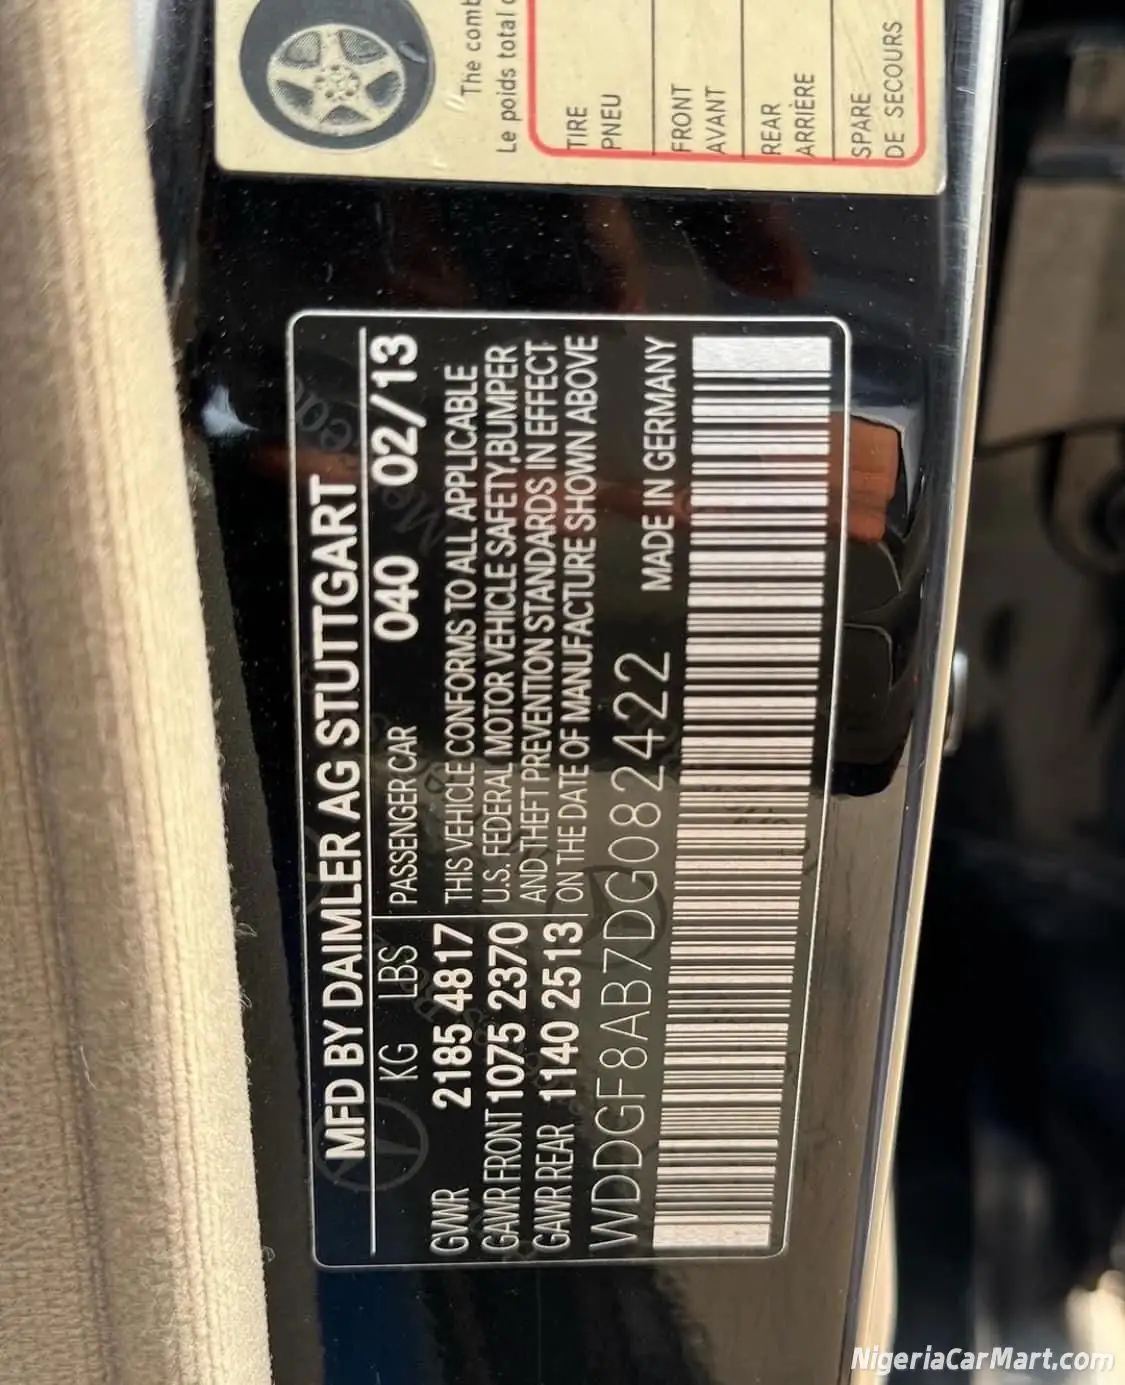 MFD BY DAIMLER AG STUTTGART
KG LBS PASSENGER CAR 040 02/13
GVWR 2185 4817 THIS VEHICLE CONFORMS TO ALL APPLICABLE
GAWR FRONT 1075 2370 U.S. FEDERAL MOTOR VEHICLE SAFETY, BUMPER
GAWR REAR 1140 2513 AND THEFT PREVENTION STANDARDS IN EFFECT
ON THE DATE OF MANUFACTURE SHOWN ABOVE
WDDGF8AB7DG082422 MADE IN GERMANY
The comb
Le poids total
TIRE
PNEU
FRONT
AVANT
REAR
ARRIÈRE
SPARE
DE SECOURS
NigeriaCarMart.com